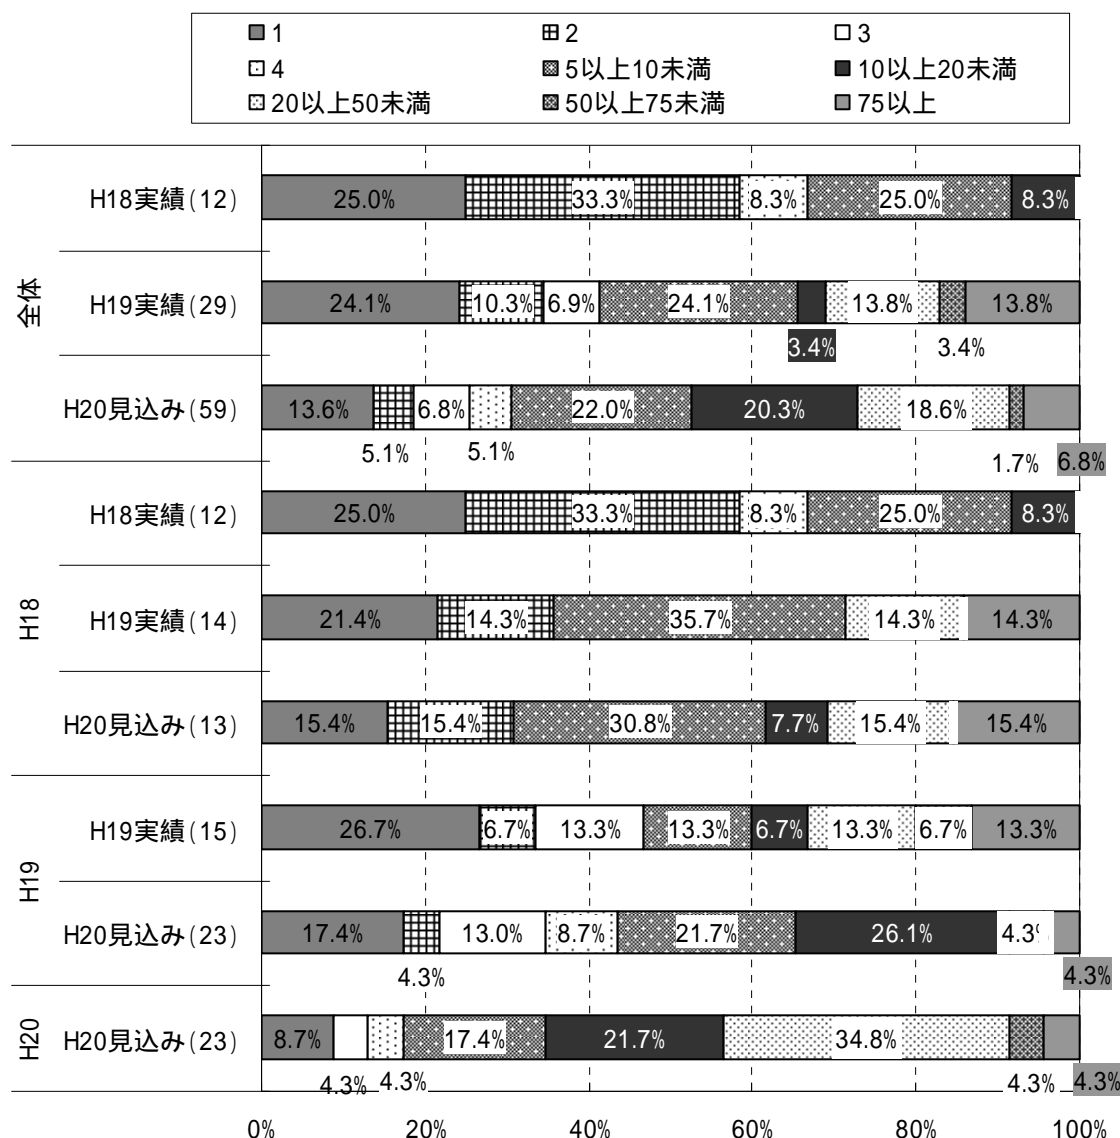 1 2 3
4 5以上10未満 10以上20未満
20以上50未満 50以上75未満 75以上
全体
H18実績(12) 25.0% 33.3% 8.3% 25.0% 8.3%
H19実績(29) 24.1% 10.3% 6.9% 24.1% 13.8% 13.8%
3.4% 3.4%
H20見込み(59) 13.6% 6.8% 22.0% 20.3% 18.6%
5.1% 5.1% 1.7% 6.8%
H18
H18実績(12) 25.0% 33.3% 8.3% 25.0% 8.3%
H19実績(14) 21.4% 14.3% 35.7% 14.3% 14.3%
H20見込み(13) 15.4% 15.4% 30.8% 7.7% 15.4% 15.4%
H19
H19実績(15) 26.7% 6.7% 13.3% 13.3% 6.7% 13.3% 6.7% 13.3%
H20見込み(23) 17.4% 13.0% 8.7% 21.7% 26.1% 4.3%
4.3% 4.3%
H20
H20見込み(23) 8.7% 17.4% 21.7% 34.8%
4.3% 4.3% 4.3% 4.3%
0% 20% 40% 60% 80% 100%